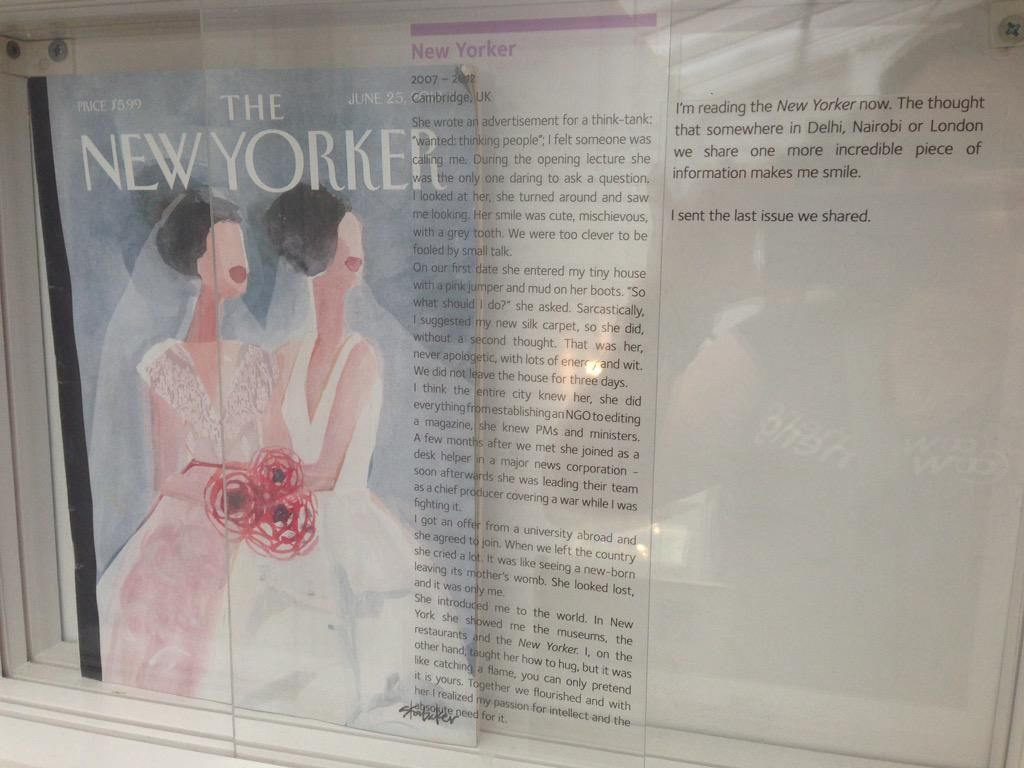 PRICE $5.99
THE
JUNE 25,
NEW YORKER
New Yorker
2007 – 2012
Cambridge, UK
She wrote an advertisement for a think-tank:
"wanted: thinking people"; I felt someone was
calling me. During the opening lecture she
was the only one daring to ask a question.
I looked at her, she turned around and saw
me looking. Her smile was cute, mischievous,
with a grey tooth. We were too clever to be
fooled by small talk.
On our first date she entered my tiny house
with a pink jumper and mud on her boots. "So
what should I do?" she asked. Sarcastically,
I suggested my new silk carpet, so she did,
without a second thought. That was her,
never apologetic, with lots of energy and wit.
We did not leave the house for three days.
I think the entire city knew her, she did
everything from establishing an NGO to editing
a magazine, she knew PMs and ministers.
A few months after we met she joined as a
desk helper in a major news corporation –
soon afterwards she was leading their team
as a chief producer covering a war while I was
fighting it.
I got an offer from a university abroad and
she agreed to join. When we left the country
she cried a lot. It was like seeing a new-born
leaving its mother's womb. She looked lost,
and it was only me.
She introduced me to the world. In New
York she showed me the museums, the
restaurants and the New Yorker. I, on the
other hand, taught her how to hug, but it was
like catching a flame, you can only pretend
it is yours. Together we flourished and with
her I realized my passion for intellect and the
absolute need for it.
I'm reading the New Yorker now. The thought
that somewhere in Delhi, Nairobi or London
we share one more incredible piece of
information makes me smile.
I sent the last issue we shared.